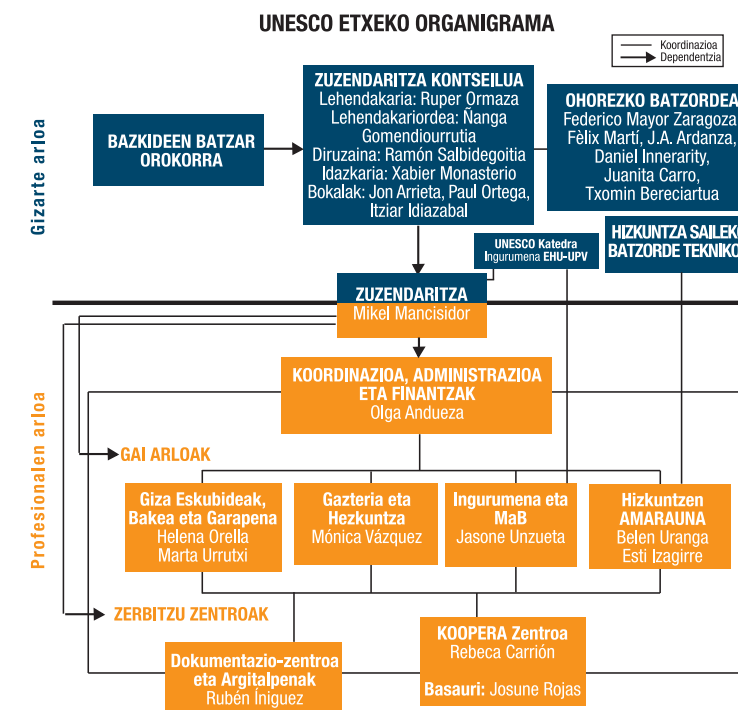 UNESCO ETXEKO ORGANIGRAMA
Koordinazioa
Dependentzia
Gizarte arloa
BAZKIDEEN BATZAR
OROKORRA
ZUZENDARITZA KONTSEILUA
Lehendakaria: Ruper Ormaza
Lehendakariordea: Ñanga
Gomendiourrutia
Diruzaina: Ramón Salbidegoitia
Idazkaria: Xabier Monasterio
Bokalak: Jon Arrieta, Paul Ortega,
Itziar Idiazabal
OHOREZKO BATZORDEA
Federico Mayor Zaragoza
Fèlix Martí, J.A. Ardanza,
Daniel Innerarity,
Juanita Carro,
Txomin Bereciartua
UNESCO Katedra
Ingurumena EHU-UPV
HIZKUNTZA SAILEKO
BATZORDE TEKNIKO
ZUZENDARITZA
Mikel Mancisidor
Profesionalen arloa
KOORDINAZIOA, ADMINISTRAZIOA
ETA FINANTZAK
Olga Andueza
GAI ARLOAK
Giza Eskubideak,
Bakea eta Garapena
Helena Orella
Marta Urrutxi
Gazteria eta
Hezkuntza
Mónica Vázquez
Ingurumena eta
MaB
Jasone Unzueta
Hizkuntzen
AMARAUNA
Belen Uranga
Esti Izagirre
ZERBITZU ZENTROAK
Dokumentazio-zentroa
eta Argitalpenak
Rubén Íniguez
KOOPERA Zentroa
Rebeca Carrión
Basauri: Josune Rojas